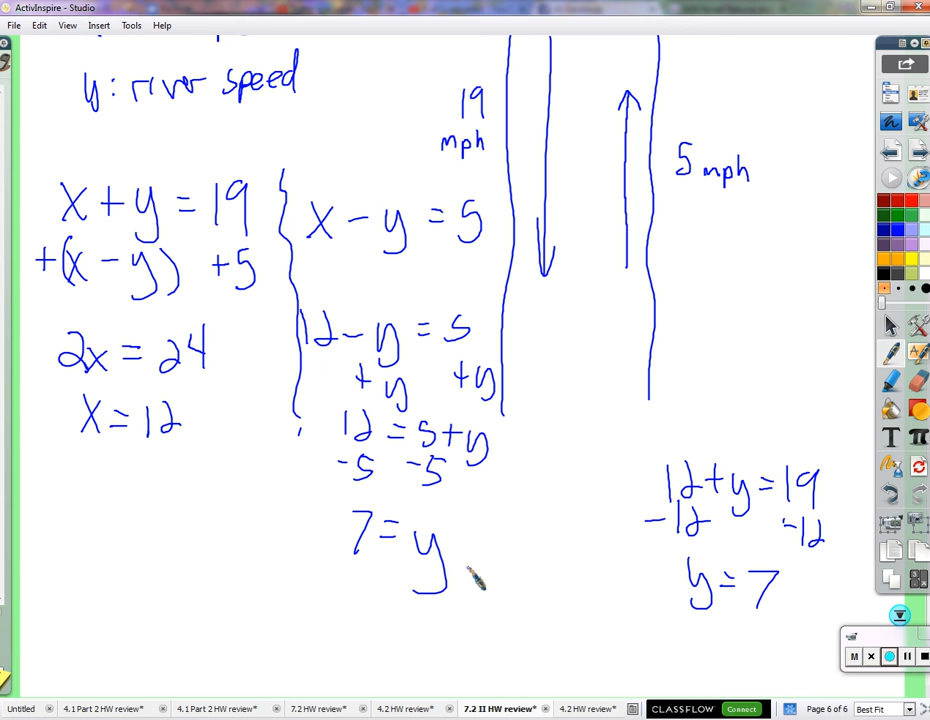 ActivInspire - Studio
File Edit View Insert Tools Help
y: river speed
19
mph
5 mph
x + y = 19
+(x - y) +5
2x = 24
x = 12
x - y = 5
12 - y = 5
+y +y
12 = 5+y
-5 -5
7 = y
12+y=19
-12 -12
y = 7
M
Untitled 4.1 Part 2 HW review* 4.1 Part 2 HW review* 7.2 II HW review* 4.2 HW review* 7.2 II HW review* 4.2 HW review* CLASSFLOW Connect Page 6 of 6 Best Fit